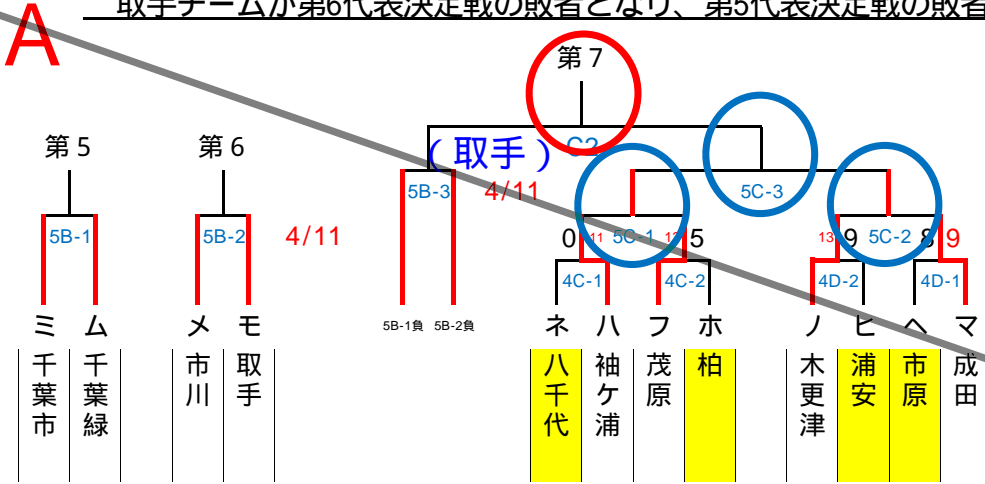 取手チームが第6代表決定戦の敗者となり、第5代表決定戦の敗者
A
第7
第5
第6
(取手)
C2
5B-3
4/11
5C-3
5B-1
5B-2
4/11
0
11
5C-1
12
5
13
9
5C-2
8
9
4C-1
4C-2
4D-2
4D-1
ミ
ム
メ
モ
5B-1負
5B-2負
ネ
ハ
フ
ホ
ノ
ヒ
ヘ
マ
千葉市
千葉緑
市川
取手
八千代
袖ケ浦
茂原
柏
木更津
浦安
市原
成田